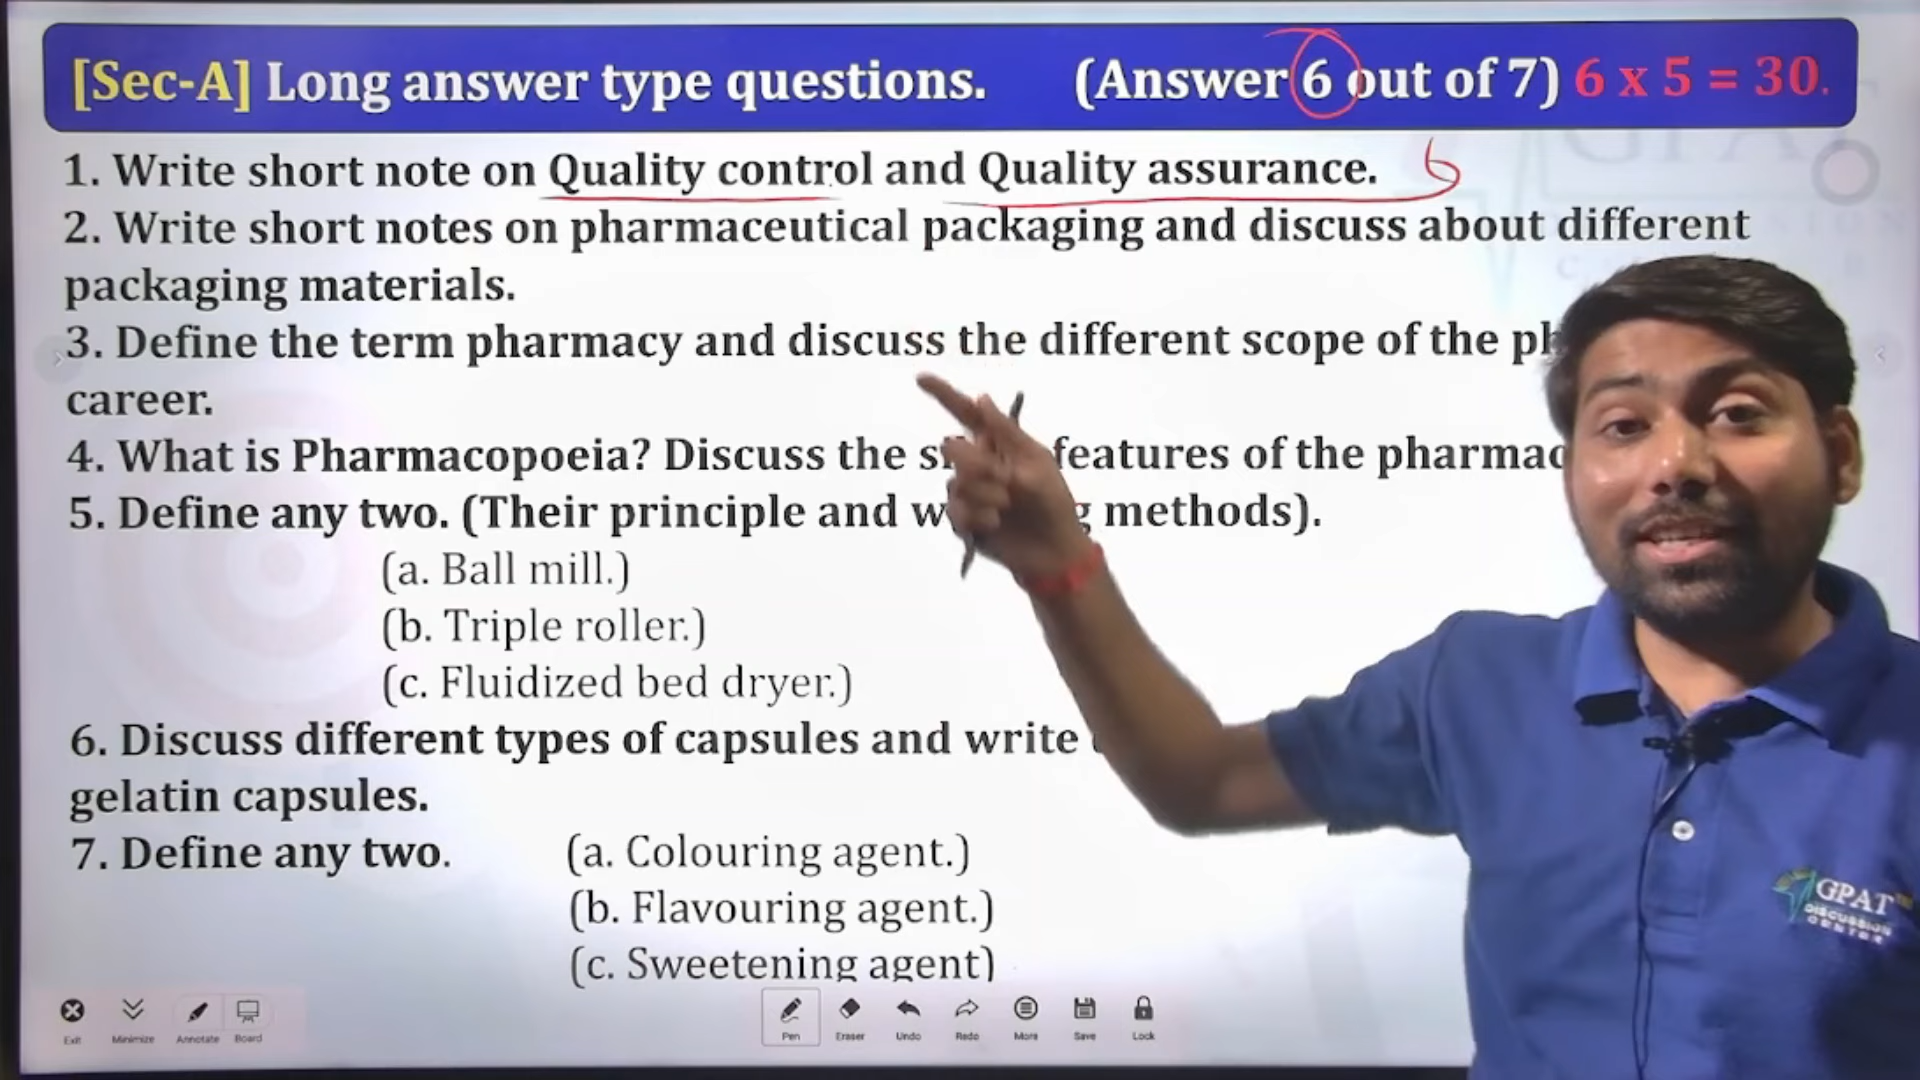 [Sec-A] Long answer type questions. (Answer 6 out of 7) 6 x 5 = 30.
1. Write short note on Quality control and Quality assurance.
2. Write short notes on pharmaceutical packaging and discuss about different
packaging materials.
3. Define the term pharmacy and discuss the different scope of the
career.
4. What is Pharmacopoeia? Discuss the features of the
5. Define any two. (Their principle and methods).
(a. Ball mill.)
(b. Triple roller.)
(c. Fluidized bed dryer.)
6. Discuss different types of capsules and write
gelatin capsules.
7. Define any two. (a. Colouring agent.)
(b. Flavouring agent.)
(c. Sweetening agent)
GPAT
DISCUSSION
CENTRE
Exit Minimize Annotate Board Pen Eraser Undo Redo More Save Lock